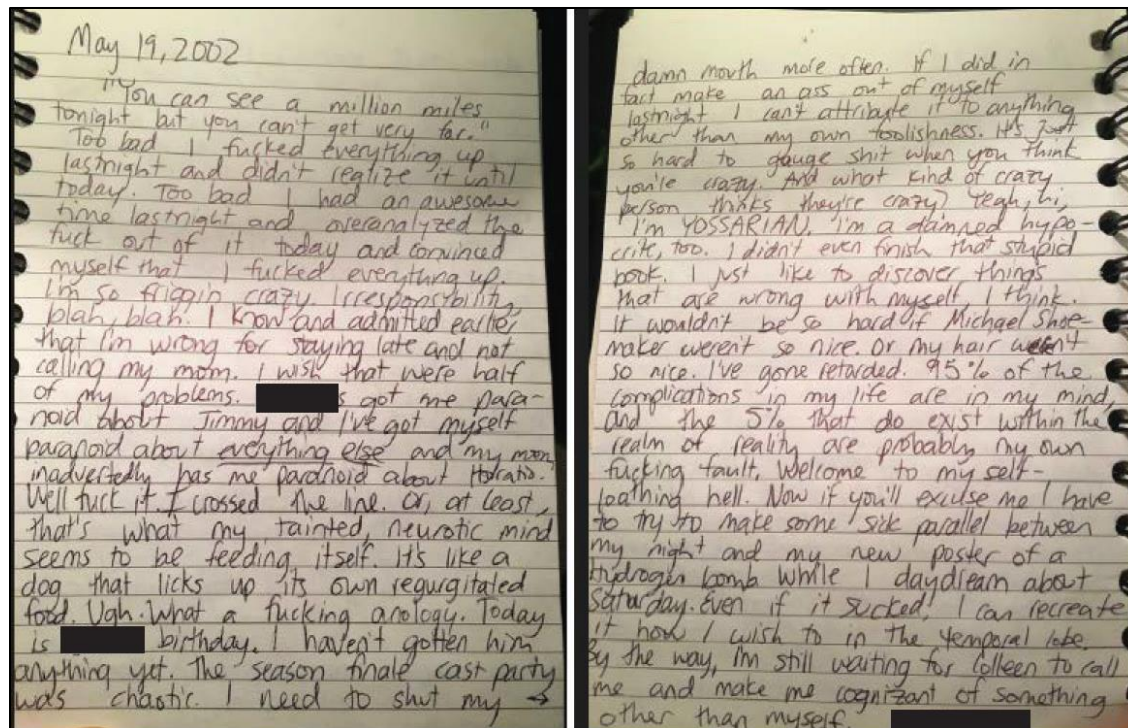 May 19, 2002
"You can see a million miles
tonight but you can't get very far."
Too bad I fucked everything up
lastnight and didn't realize it until
today. Too bad I had an awesome
time lastnight and overanalyzed the
fuck out of it today and convinced
myself that I fucked everything up.
I'm so friggin crazy. Irresponsibility,
blah, blah. I know and admitted earlier
that I'm wrong for staying late and not
calling my mom. I wish that were half
of my problems. s got me para-
noid about Jimmy and I've got myself
paranoid about everything else and my mom
inadvertedly has me paranoid about Horatio.
Well fuck it. I crossed the line. Or, at least,
that's what my tainted, neurotic mind
seems to be feeding itself. It's like a
dog that licks up its own regurgitated
food. Ugh. What a fucking anology. Today
is birthday. I haven't gotten him
anything yet. The season finale cast party
was chaotic. I need to shut my →
damn mouth more often. If I did in
fact make an ass out of myself
lastnight I can't attribute it to anything
other than my own foolishness. It's just
so hard to gauge shit when you think
you're crazy. And what kind of crazy
person thinks they're crazy? Yeah, hi,
I'm YOSSARIAN. I'm a damned hypo-
crite, too. I didn't even finish that stupid
book. I just like to discover things
that are wrong with myself, I think.
It wouldn't be so hard if Michael Shoe-
maker weren't so nice. Or my hair weren't
so nice. I've gone retarded. 95% of the
complications in my life are in my mind,
and the 5% that do exist within the
realm of reality are probably my own
fucking fault. Welcome to my self-
loathing hell. Now if you'll excuse me I have
to try to make some sick parallel between
my night and my new poster of a
hydrogen bomb while I daydream about
Saturday. Even if it sucked, I can recreate
it how I wish to in the temporal lobe.
By the way, I'm still waiting for Colleen to call
me and make me cognizant of something
other than myself.